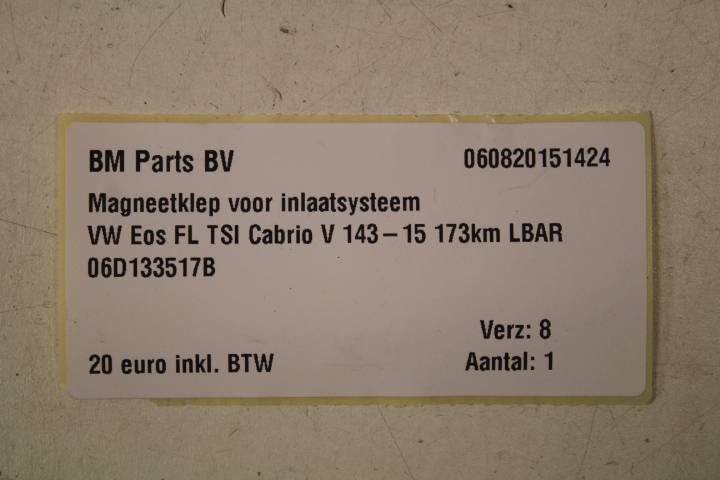 BM Parts BV 060820151424
Magneetklep voor inlaatsysteem
VW Eos FL TSI Cabrio V 143-15 173km LBAR
06D133517B
Verz: 8
20 euro inkl. BTW Aantal: 1